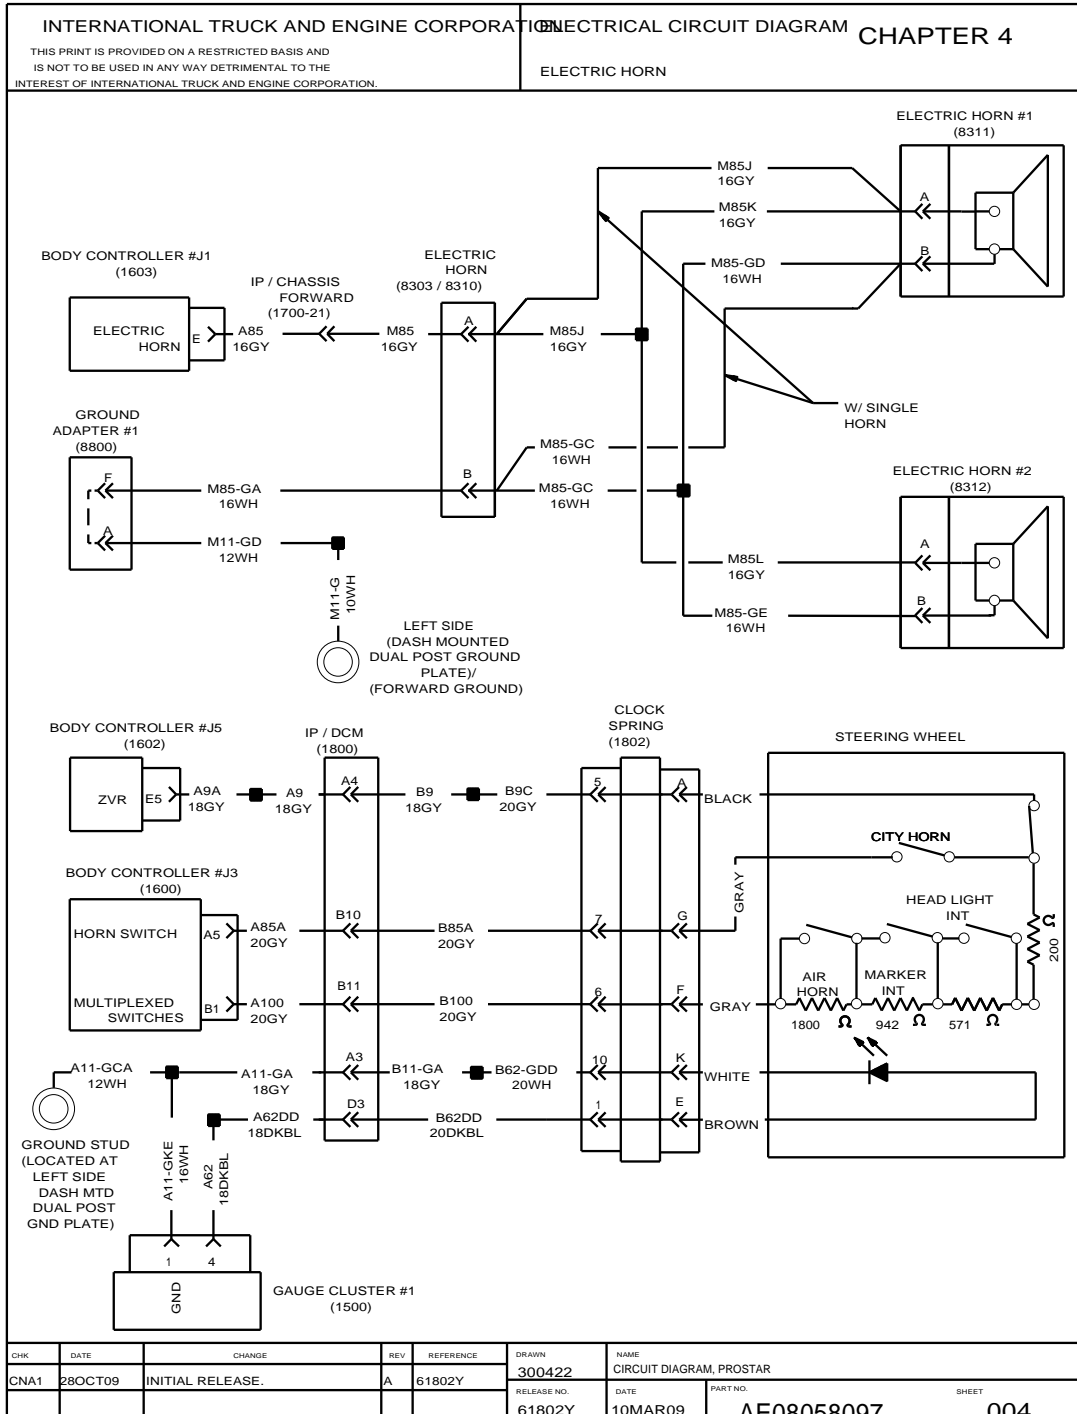 INTERNATIONAL TRUCK AND ENGINE CORPORATION
THIS PRINT IS PROVIDED ON A RESTRICTED BASIS AND
IS NOT TO BE USED IN ANY WAY DETRIMENTAL TO THE
INTEREST OF INTERNATIONAL TRUCK AND ENGINE CORPORATION.
ELECTRICAL CIRCUIT DIAGRAM
CHAPTER 4
ELECTRIC HORN
ELECTRIC HORN #1
(8311)
M85J
16GY
M85K
16GY
A
B
M85-GD
16WH
BODY CONTROLLER #J1
(1603)
ELECTRIC
HORN
E
A85
16GY
IP / CHASSIS
FORWARD
(1700-21)
M85
16GY
ELECTRIC
HORN
(8303 / 8310)
A
M85J
16GY
W/ SINGLE
HORN
GROUND
ADAPTER #1
(8800)
F
A
M85-GA
16WH
B
M85-GC
16WH
M85-GC
16WH
M11-GD
12WH
M11-G
10WH
LEFT SIDE
(DASH MOUNTED
DUAL POST GROUND
PLATE)/
(FORWARD GROUND)
ELECTRIC HORN #2
(8312)
A
B
M85L
16GY
M85-GE
16WH
BODY CONTROLLER #J5
(1602)
ZVR
E5
A9A
18GY
A9
18GY
IP / DCM
(1800)
A4
B9
18GY
B9C
20GY
CLOCK
SPRING
(1802)
5
A
BLACK
STEERING WHEEL
CITY HORN
GRAY
HEAD LIGHT
INT
Ω
200
BODY CONTROLLER #J3
(1600)
HORN SWITCH
A5
A85A
20GY
B10
B85A
20GY
7
G
MULTIPLEXED
SWITCHES
B1
A100
20GY
B11
B100
20GY
6
F
GRAY
AIR
HORN
MARKER
INT
1800 Ω
942 Ω
571 Ω
A11-GCA
12WH
A11-GA
18GY
A3
B11-GA
18GY
B62-GDD
20WH
10
K
WHITE
A62DD
18DKBL
D3
B62DD
20DKBL
1
E
BROWN
GROUND STUD
(LOCATED AT
LEFT SIDE
DASH MTD
DUAL POST
GND PLATE)
A11-GKE
16WH
A62
18DKBL
1
4
GND
GAUGE CLUSTER #1
(1500)
CHK DATE CHANGE REV REFERENCE
CNA1 28OCT09 INITIAL RELEASE. A 61802Y
DRAWN
300422
NAME
CIRCUIT DIAGRAM, PROSTAR
RELEASE NO.
61802Y
DATE
10MAR09
PART NO.
AE08058097
SHEET
004